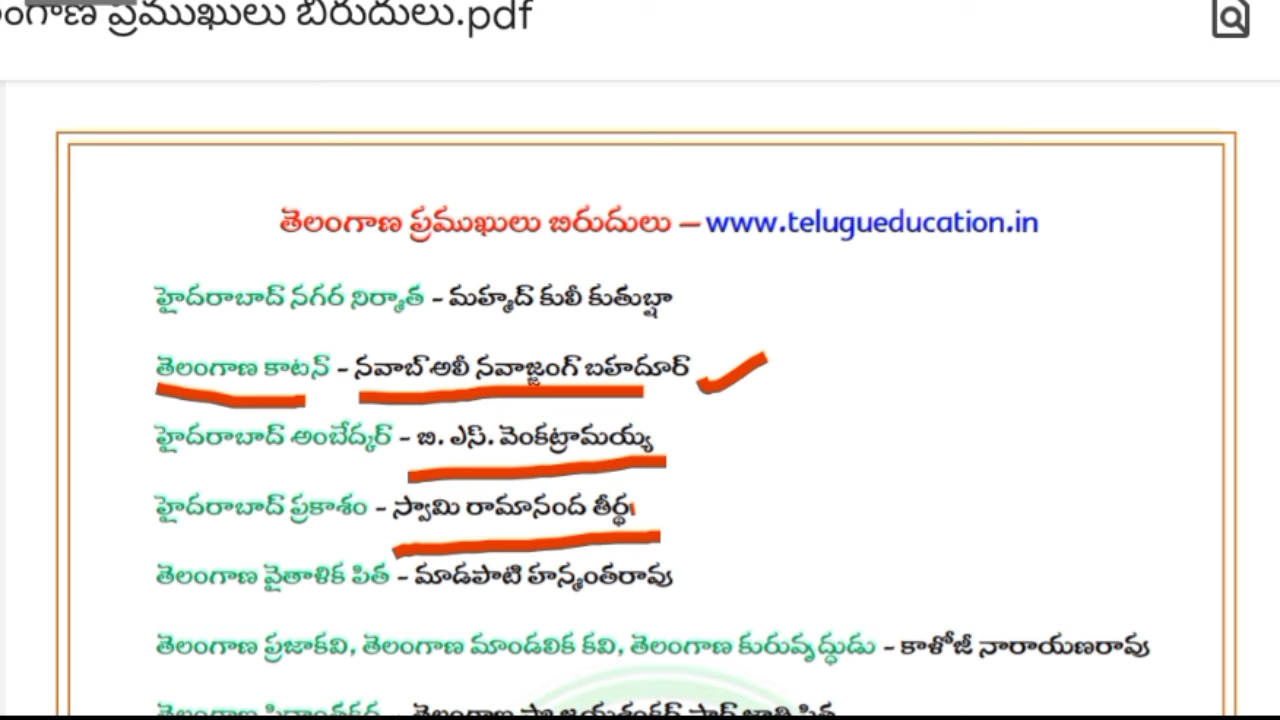 తెలంగాణ ప్రముఖులు బిరుదులు.pdf
తెలంగాణ ప్రముఖులు బిరుదులు – www.telugueducation.in
హైదరాబాద్ నగర నిర్మాత - మహ్మద్ కులీ కుతుబ్షా
తెలంగాణ కాటన్ - నవాబ్ అలీ నవాజ్జంగ్ బహదూర్
హైదరాబాద్ అంబేద్కర్ - బి. ఎస్. వెంకట్రామయ్య
హైదరాబాద్ ప్రకాశం - స్వామి రామానంద తీర్థ
తెలంగాణ వైతాళిక పిత - మాడపాటి హన్మంతరావు
తెలంగాణ ప్రజాకవి, తెలంగాణ మాండలిక కవి, తెలంగాణ కురువృద్ధుడు - కాళోజీ నారాయణరావు